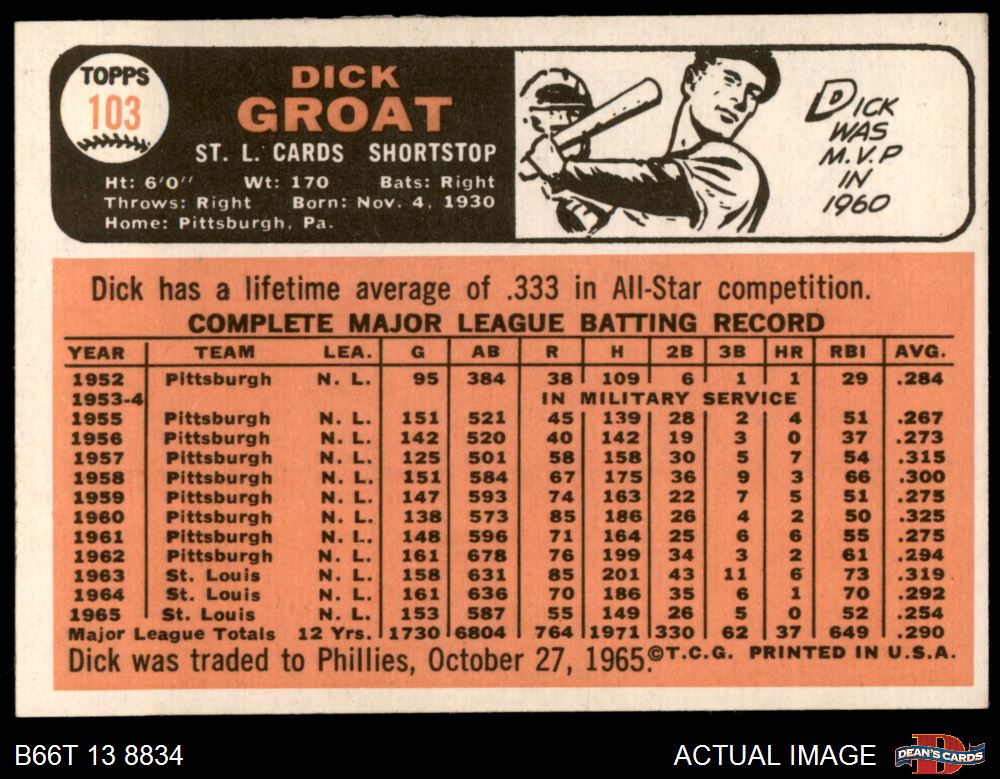 TOPPS
103
DICK
GROAT
ST. L. CARDS SHORTSTOP
Ht: 6'0" Wt: 170 Bats: Right
Throws: Right Born: Nov. 4, 1930
Home: Pittsburgh, Pa.
DICK
WAS
M.V.P
IN
1960
Dick has a lifetime average of .333 in All-Star competition.
COMPLETE MAJOR LEAGUE BATTING RECORD
YEAR TEAM LEA. G AB R H 2B 3B HR RBI AVG.
1952 Pittsburgh N. L. 95 384 38 109 6 1 1 29 .284
1953-4 IN MILITARY SERVICE
1955 Pittsburgh N. L. 151 521 45 139 28 2 4 51 .267
1956 Pittsburgh N. L. 142 520 40 142 19 3 0 37 .273
1957 Pittsburgh N. L. 125 501 58 158 30 5 7 54 .315
1958 Pittsburgh N. L. 151 584 67 175 36 9 3 66 .300
1959 Pittsburgh N. L. 147 593 74 163 22 7 5 51 .275
1960 Pittsburgh N. L. 138 573 85 186 26 4 2 50 .325
1961 Pittsburgh N. L. 148 596 71 164 25 6 6 55 .275
1962 Pittsburgh N. L. 161 678 76 199 34 3 2 61 .294
1963 St. Louis N. L. 158 631 85 201 43 11 6 73 .319
1964 St. Louis N. L. 161 636 70 186 35 6 1 70 .292
1965 St. Louis N. L. 153 587 55 149 26 5 0 52 .254
Major League Totals 12 Yrs. 1730 6804 764 1971 330 62 37 649 .290
Dick was traded to Phillies, October 27, 1965. ©T.C.G. PRINTED IN U.S.A.
B66T 13 8834
ACTUAL IMAGE
DEAN'S CARDS